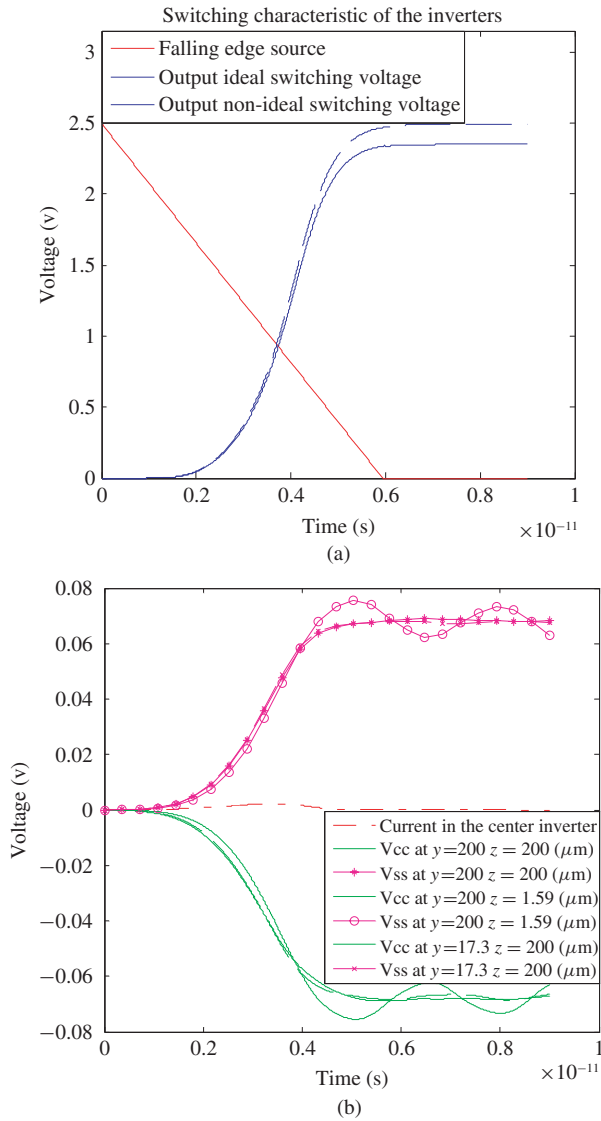 Switching characteristic of the inverters
3
Falling edge source
Output ideal switching voltage
Output non-ideal switching voltage
2.5
2
1.5
1
0.5
0
Voltage (v)
0 0.2 0.4 0.6 0.8 1
Time (s)
×10⁻¹¹
(a)
0.08
0.06
0.04
0.02
0
−0.02
−0.04
−0.06
−0.08
Voltage (v)
Current in the center inverter
Vcc at y=200 z = 200 (μm)
Vss at y=200 z = 200 (μm)
Vcc at y=200 z = 1.59 (μm)
Vss at y=200 z = 1.59 (μm)
Vcc at y=17.3 z = 200 (μm)
Vss at y=17.3 z = 200 (μm)
0 0.2 0.4 0.6 0.8 1
Time (s)
×10⁻¹¹
(b)